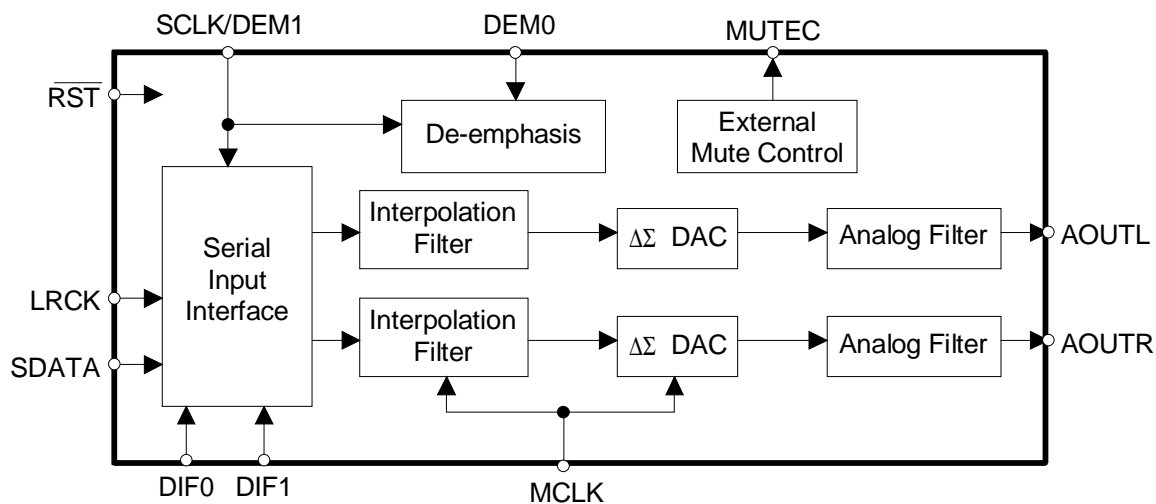 SCLK/DEM1
DEM0
MUTEC
RST
De-emphasis
External
Mute Control
Serial
Input
Interface
Interpolation
Filter
ΔΣ DAC
Analog Filter
AOUTL
LRCK
Interpolation
Filter
ΔΣ DAC
Analog Filter
AOUTR
SDATA
DIF0
DIF1
MCLK